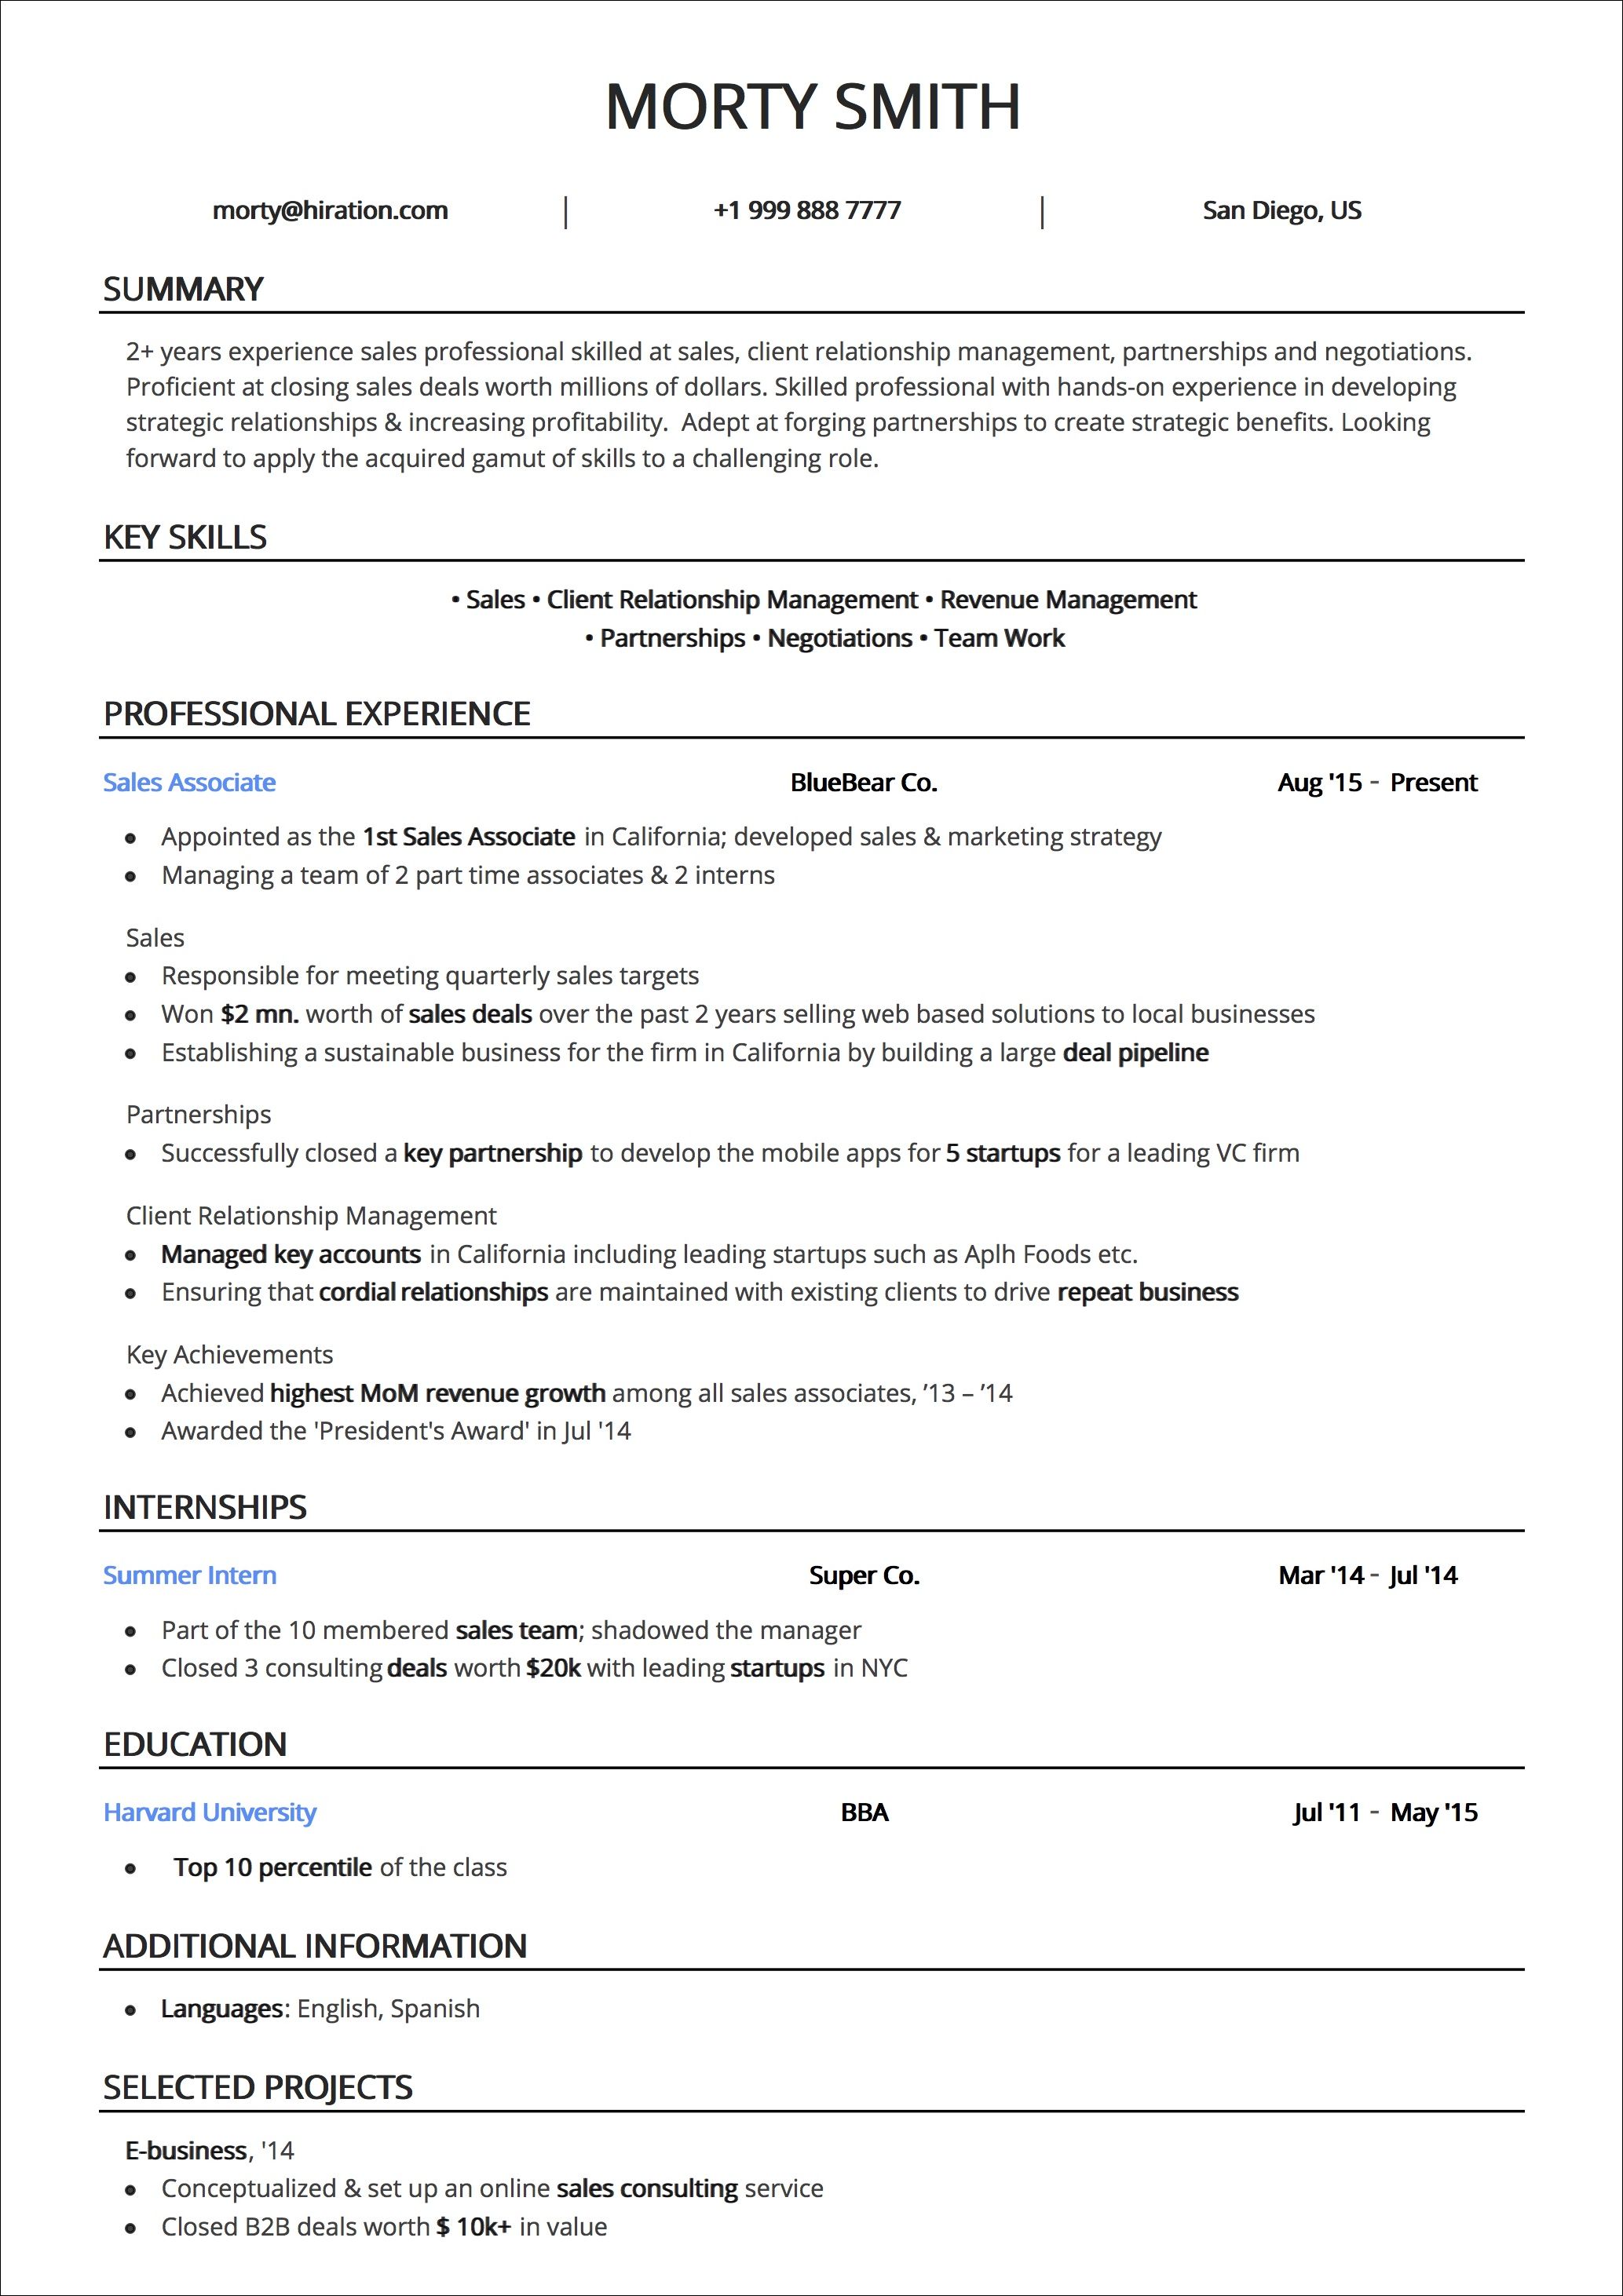 MORTY SMITH
morty@hiration.com | +1 999 888 7777 | San Diego, US
SUMMARY
2+ years experience sales professional skilled at sales, client relationship management, partnerships and negotiations.
Proficient at closing sales deals worth millions of dollars. Skilled professional with hands-on experience in developing
strategic relationships & increasing profitability. Adept at forging partnerships to create strategic benefits. Looking
forward to apply the acquired gamut of skills to a challenging role.
KEY SKILLS
• Sales • Client Relationship Management • Revenue Management
• Partnerships • Negotiations • Team Work
PROFESSIONAL EXPERIENCE
Sales Associate BlueBear Co. Aug '15 - Present
• Appointed as the 1st Sales Associate in California; developed sales & marketing strategy
• Managing a team of 2 part time associates & 2 interns
Sales
• Responsible for meeting quarterly sales targets
• Won $2 mn. worth of sales deals over the past 2 years selling web based solutions to local businesses
• Establishing a sustainable business for the firm in California by building a large deal pipeline
Partnerships
• Successfully closed a key partnership to develop the mobile apps for 5 startups for a leading VC firm
Client Relationship Management
• Managed key accounts in California including leading startups such as Aplh Foods etc.
• Ensuring that cordial relationships are maintained with existing clients to drive repeat business
Key Achievements
• Achieved highest MoM revenue growth among all sales associates, ’13 – ’14
• Awarded the 'President's Award' in Jul '14
INTERNSHIPS
Summer Intern Super Co. Mar '14 - Jul '14
• Part of the 10 membered sales team; shadowed the manager
• Closed 3 consulting deals worth $20k with leading startups in NYC
EDUCATION
Harvard University BBA Jul '11 - May '15
• Top 10 percentile of the class
ADDITIONAL INFORMATION
• Languages: English, Spanish
SELECTED PROJECTS
E-business, '14
• Conceptualized & set up an online sales consulting service
• Closed B2B deals worth $ 10k+ in value